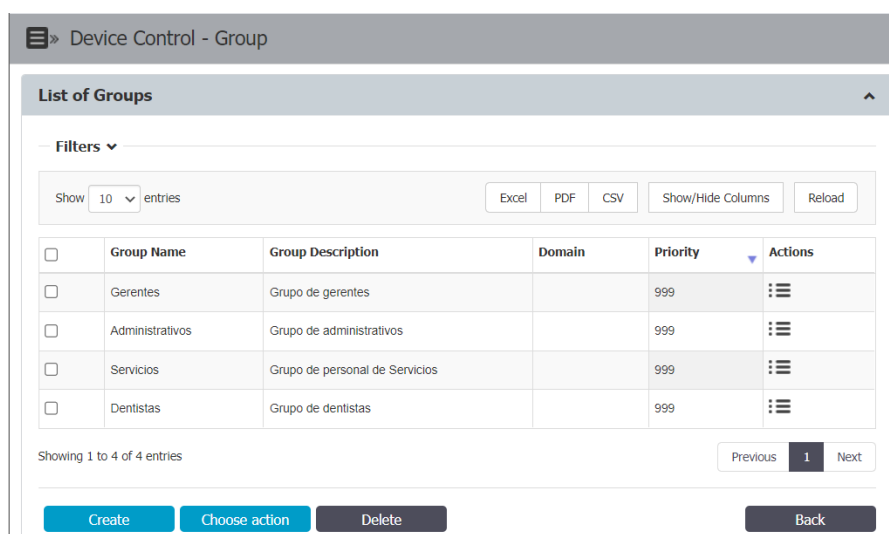 Device Control - Group
List of Groups
Filters
Show 10 entries Excel PDF CSV Show/Hide Columns Reload
Group Name Group Description Domain Priority Actions
Gerentes Grupo de gerentes 999
Administrativos Grupo de administrativos 999
Servicios Grupo de personal de Servicios 999
Dentistas Grupo de dentistas 999
Showing 1 to 4 of 4 entries Previous 1 Next
Create Choose action Delete Back